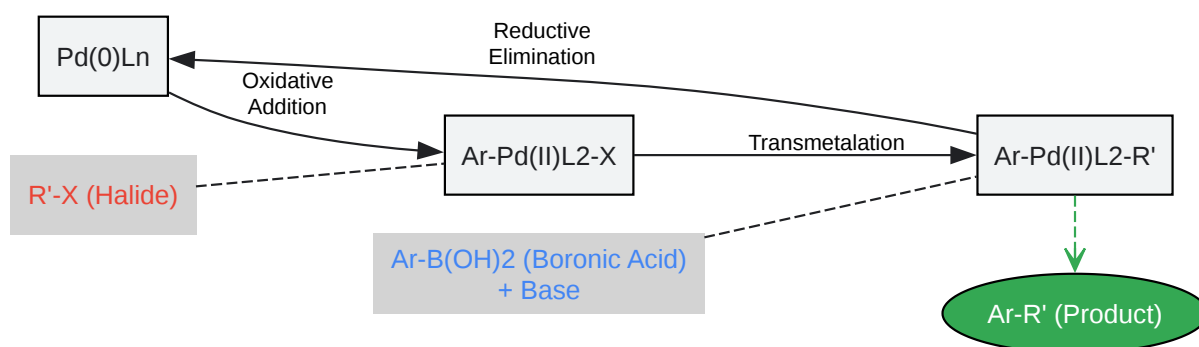 Pd(0)Ln
Reductive
Elimination
Oxidative
Addition
Ar-Pd(II)L2-X
Transmetalation
Ar-Pd(II)L2-R'
R'-X (Halide)
Ar-B(OH)2 (Boronic Acid)
+ Base
Ar-R' (Product)